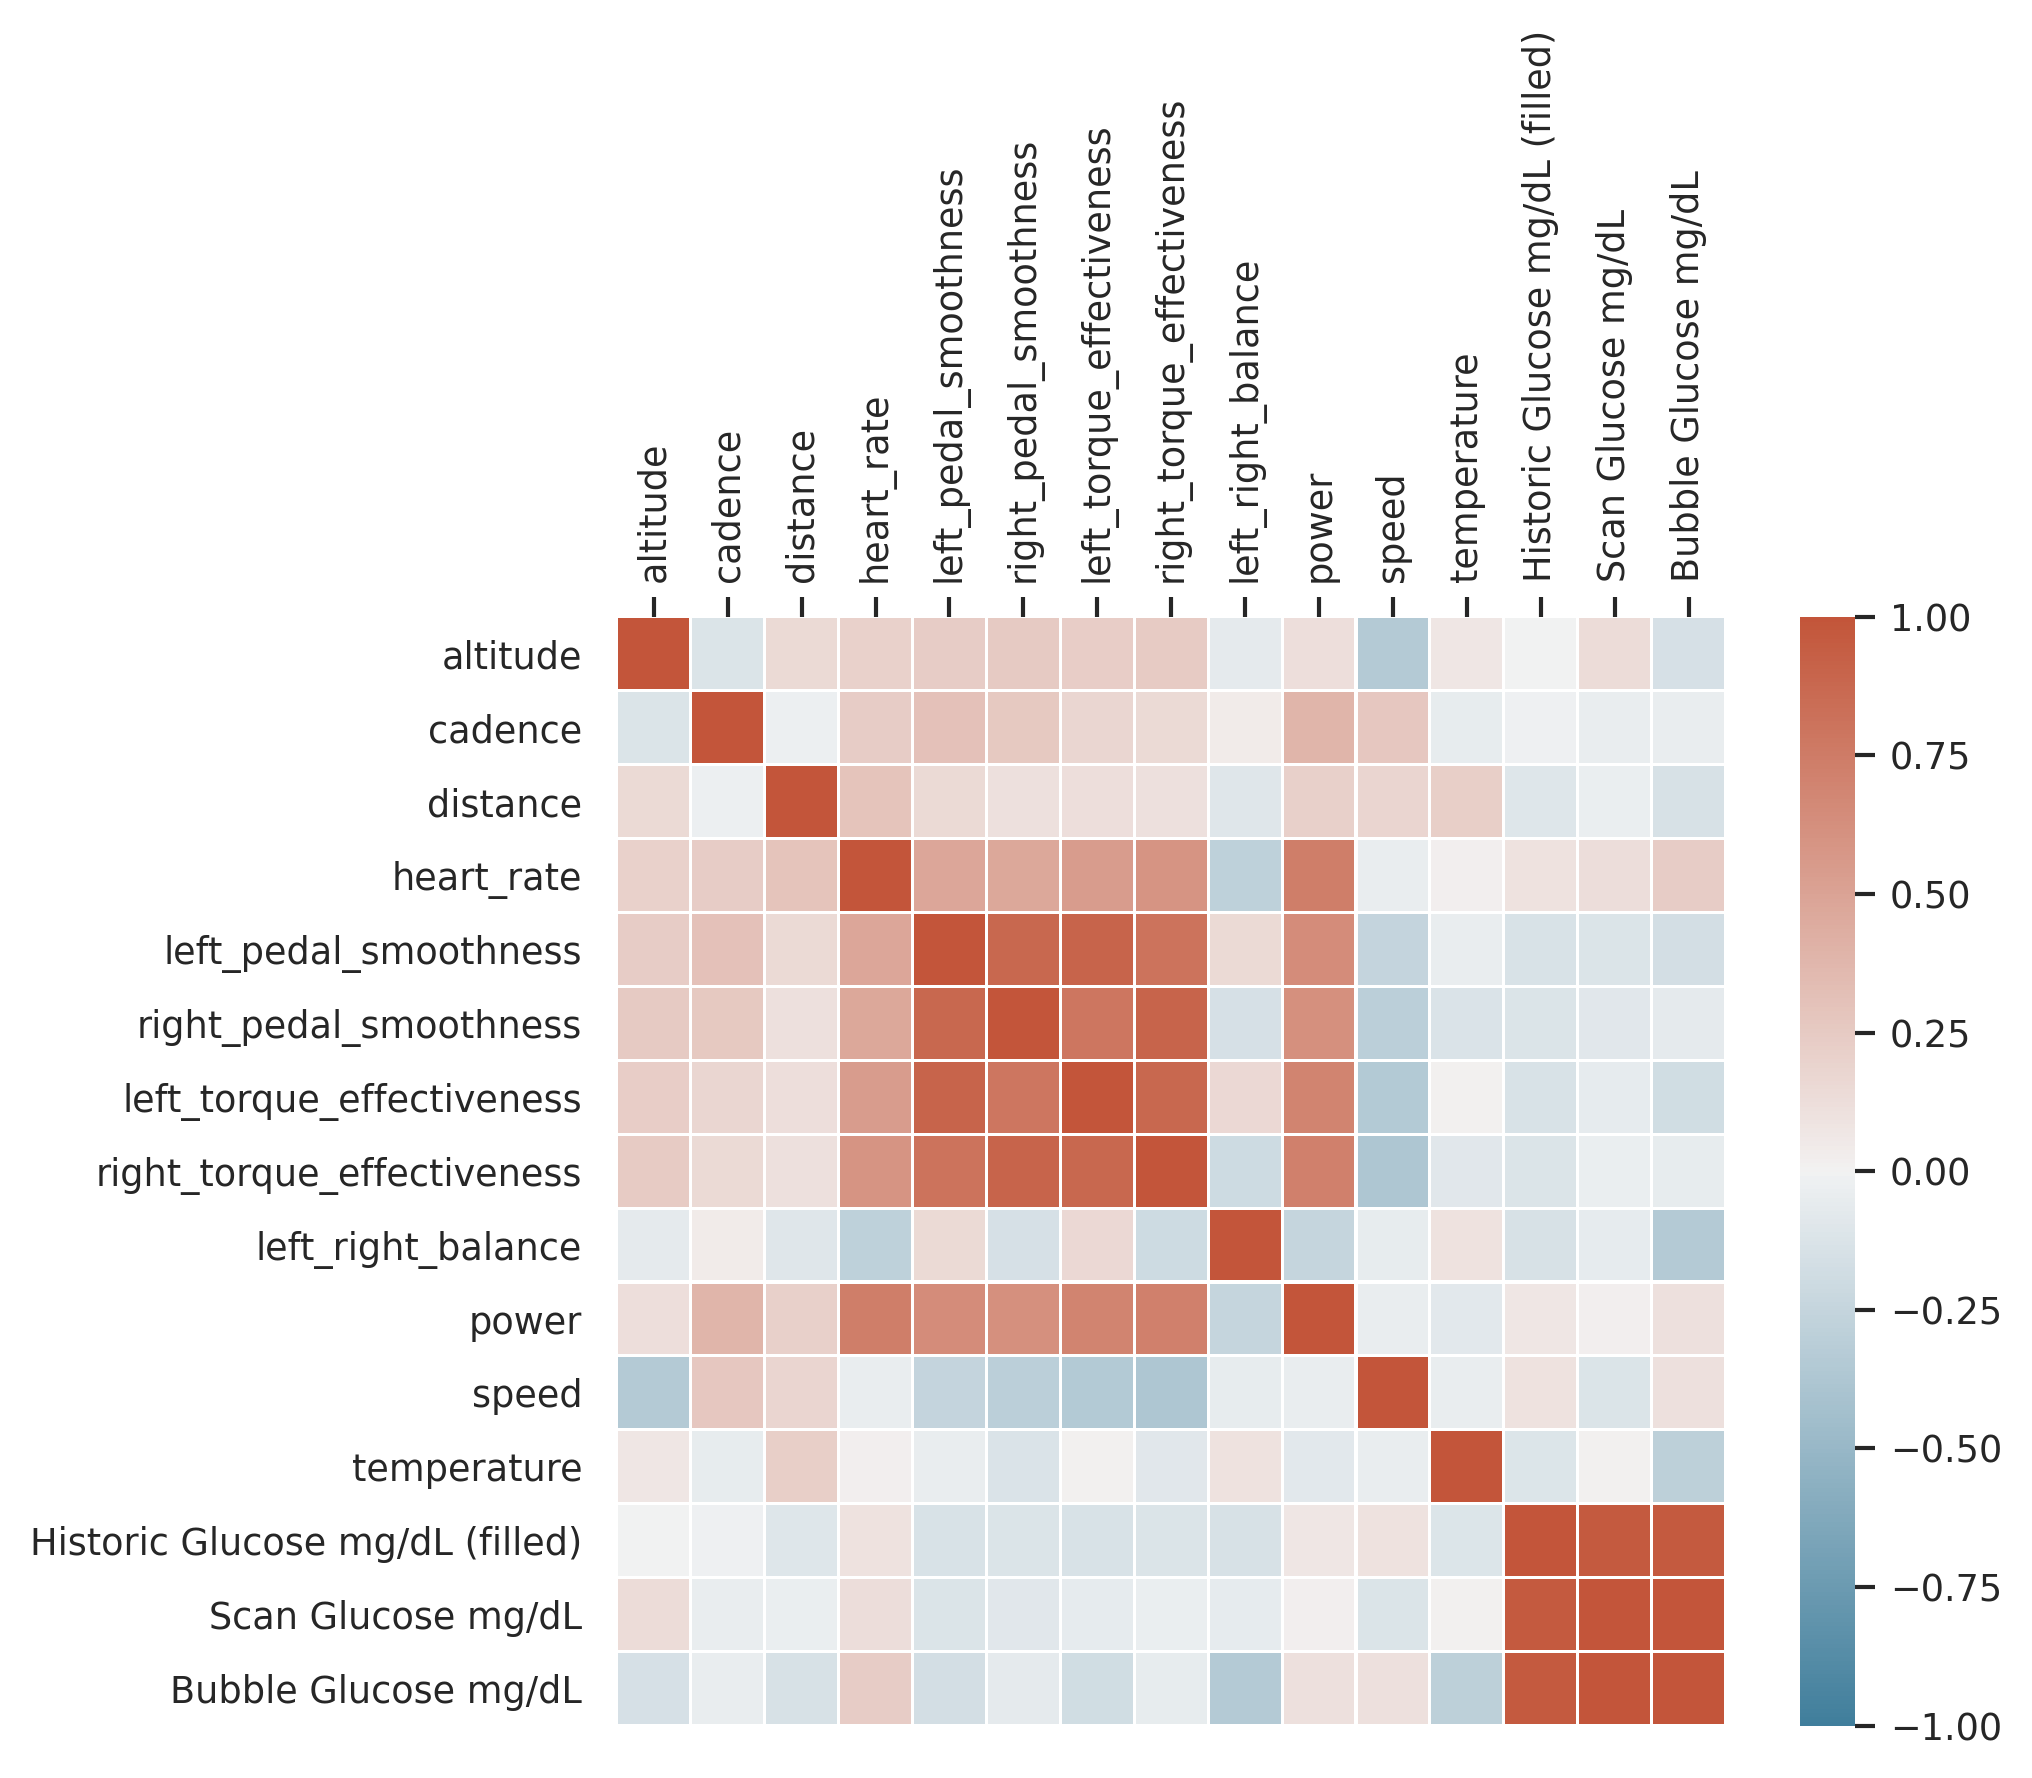 altitude
cadence
distance
heart_rate
left_pedal_smoothness
right_pedal_smoothness
left_torque_effectiveness
right_torque_effectiveness
left_right_balance
power
speed
temperature
Historic Glucose mg/dL (filled)
Scan Glucose mg/dL
Bubble Glucose mg/dL
altitude
cadence
distance
heart_rate
left_pedal_smoothness
right_pedal_smoothness
left_torque_effectiveness
right_torque_effectiveness
left_right_balance
power
speed
temperature
Historic Glucose mg/dL (filled)
Scan Glucose mg/dL
Bubble Glucose mg/dL
1.00
0.75
0.50
0.25
0.00
−0.25
−0.50
−0.75
−1.00